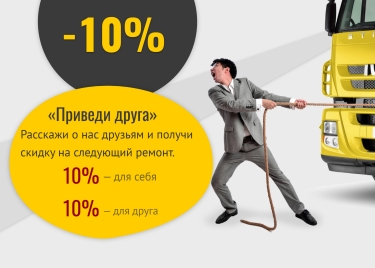 -10%
«Приведи друга»
Расскажи о нас друзьям и получи
скидку на следующий ремонт.
10% — для себя
10% — для друга